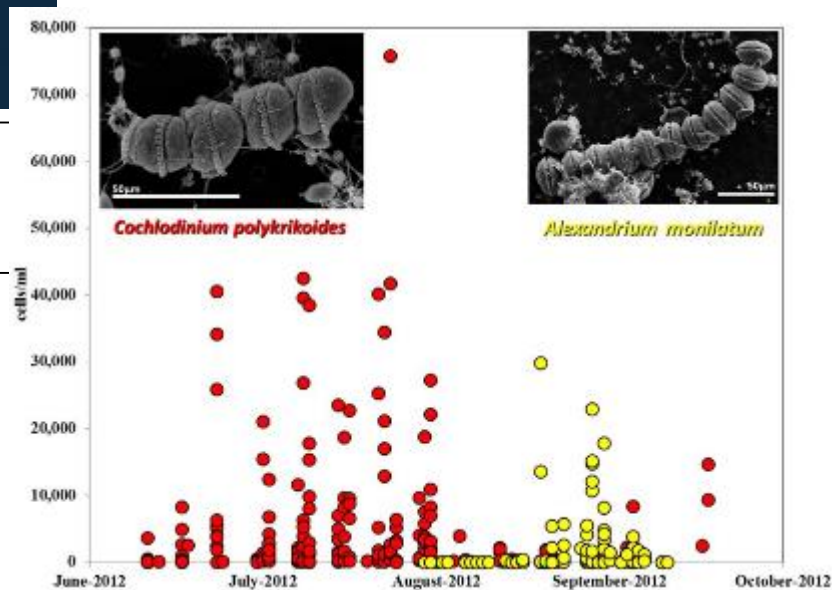 80,000
70,000
60,000
50,000
40,000
30,000
20,000
10,000
0
cells/ml
50µm
Cochlodinium polykrikoides
50µm
Alexandrium monilatum
June-2012
July-2012
August-2012
September-2012
October-2012